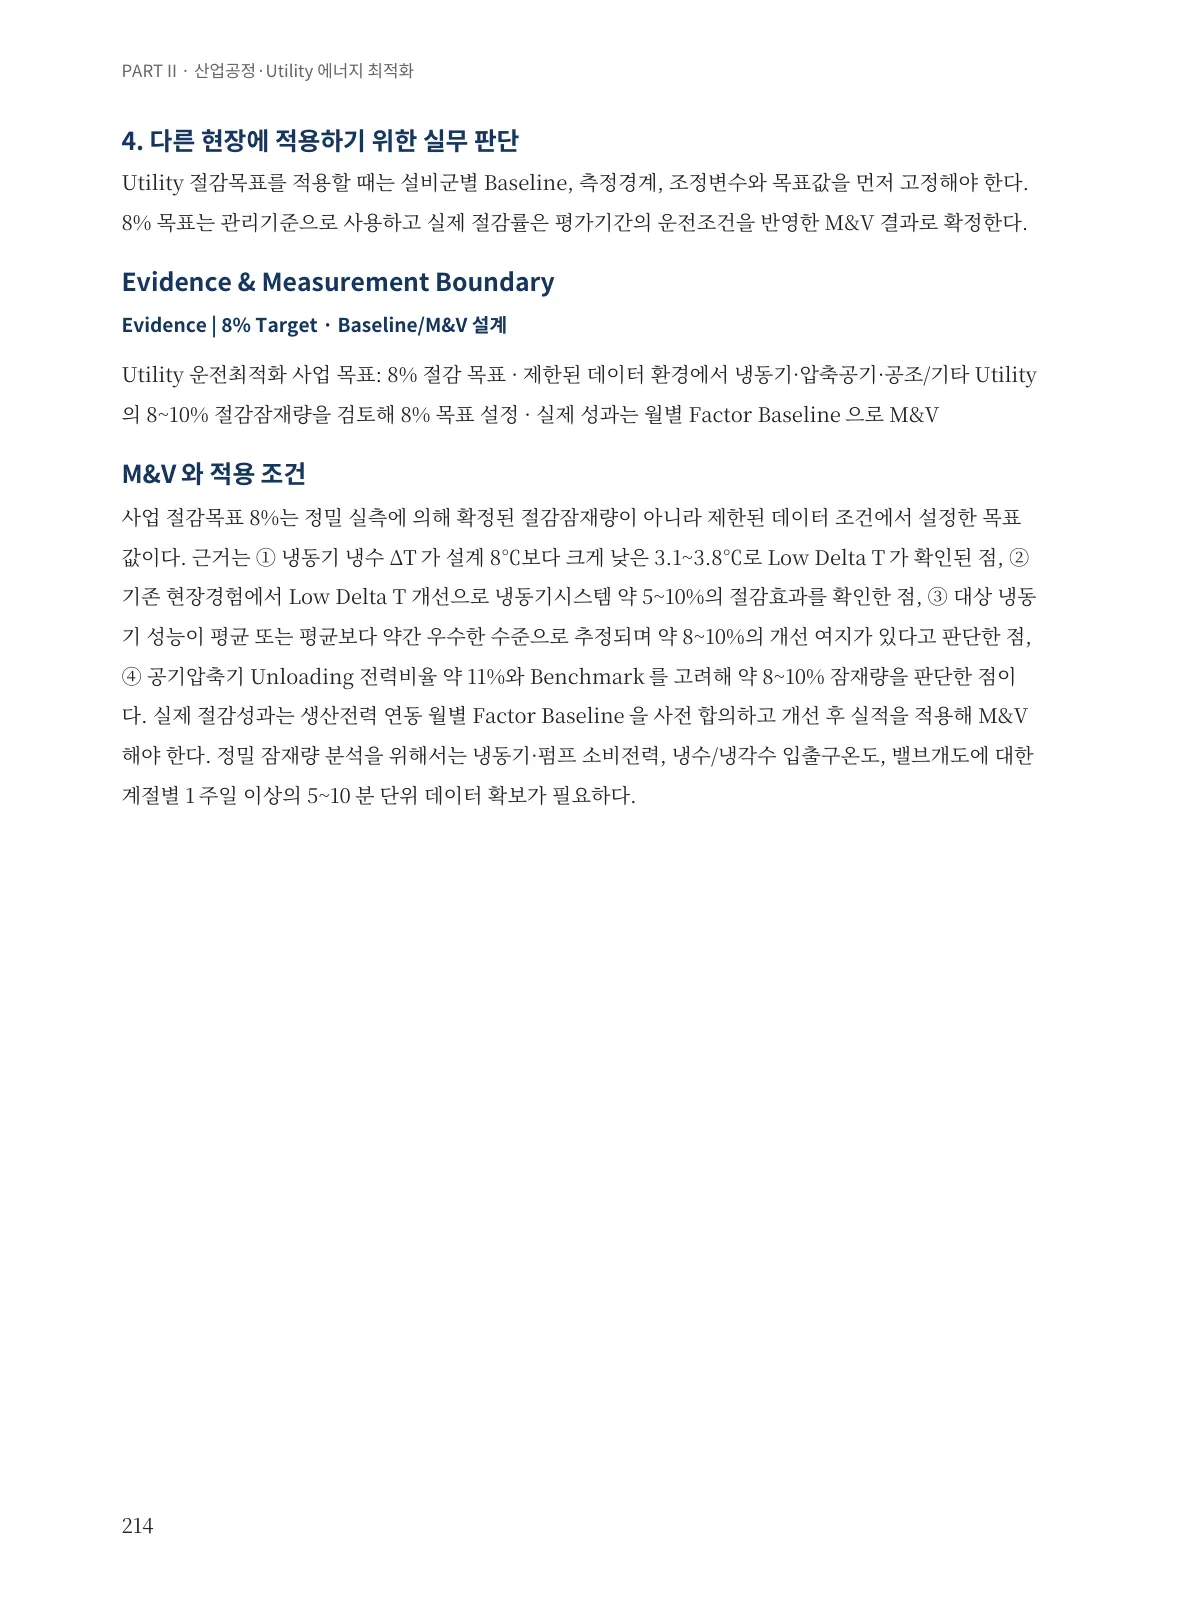 PART II · 산업공정·Utility 에너지 최적화
4. 다른 현장에 적용하기 위한 실무 판단
Utility 절감목표를 적용할 때는 설비군별 Baseline, 측정경계, 조정변수와 목표값을 먼저 고정해야 한다.
8% 목표는 관리기준으로 사용하고 실제 절감률은 평가기간의 운전조건을 반영한 M&V 결과로 확정한다.
Evidence & Measurement Boundary
Evidence | 8% Target · Baseline/M&V 설계
Utility 운전최적화 사업 목표: 8% 절감 목표 · 제한된 데이터 환경에서 냉동기·압축공기·공조/기타 Utility
의 8~10% 절감잠재량을 검토해 8% 목표 설정 · 실제 성과는 월별 Factor Baseline 으로 M&V
M&V 와 적용 조건
사업 절감목표 8%는 정밀 실측에 의해 확정된 절감잠재량이 아니라 제한된 데이터 조건에서 설정한 목표
값이다. 근거는 ① 냉동기 냉수 ΔT 가 설계 8℃보다 크게 낮은 3.1~3.8℃로 Low Delta T 가 확인된 점, ②
기존 현장경험에서 Low Delta T 개선으로 냉동기시스템 약 5~10%의 절감효과를 확인한 점, ③ 대상 냉동
기 성능이 평균 또는 평균보다 약간 우수한 수준으로 추정되며 약 8~10%의 개선 여지가 있다고 판단한 점,
④ 공기압축기 Unloading 전력비율 약 11%와 Benchmark 를 고려해 약 8~10% 잠재량을 판단한 점이
다. 실제 절감성과는 생산전력 연동 월별 Factor Baseline 을 사전 합의하고 개선 후 실적을 적용해 M&V
해야 한다. 정밀 잠재량 분석을 위해서는 냉동기·펌프 소비전력, 냉수/냉각수 입출구온도, 밸브개도에 대한
계절별 1 주일 이상의 5~10 분 단위 데이터 확보가 필요하다.
214